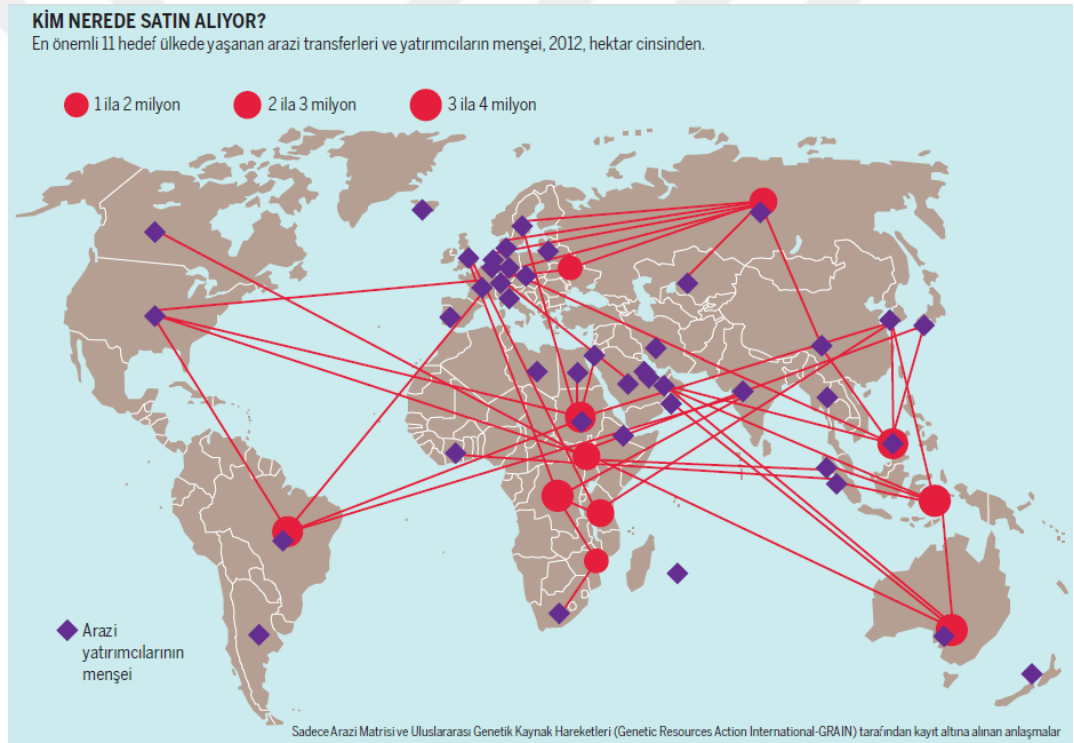 KİM NEREDE SATIN ALIYOR?
En önemli 11 hedef ülkede yaşanan arazi transferleri ve yatırımcıların menşei, 2012, hektar cinsinden.
1 ila 2 milyon
2 ila 3 milyon
3 ila 4 milyon
Arazi
yatırımcılarının
menşei
Sadece Arazi Matrisi ve Uluslararası Genetik Kaynak Hareketleri (Genetic Resources Action International-GRAIN) tarafından kayıt altına alınan anlaşmalar